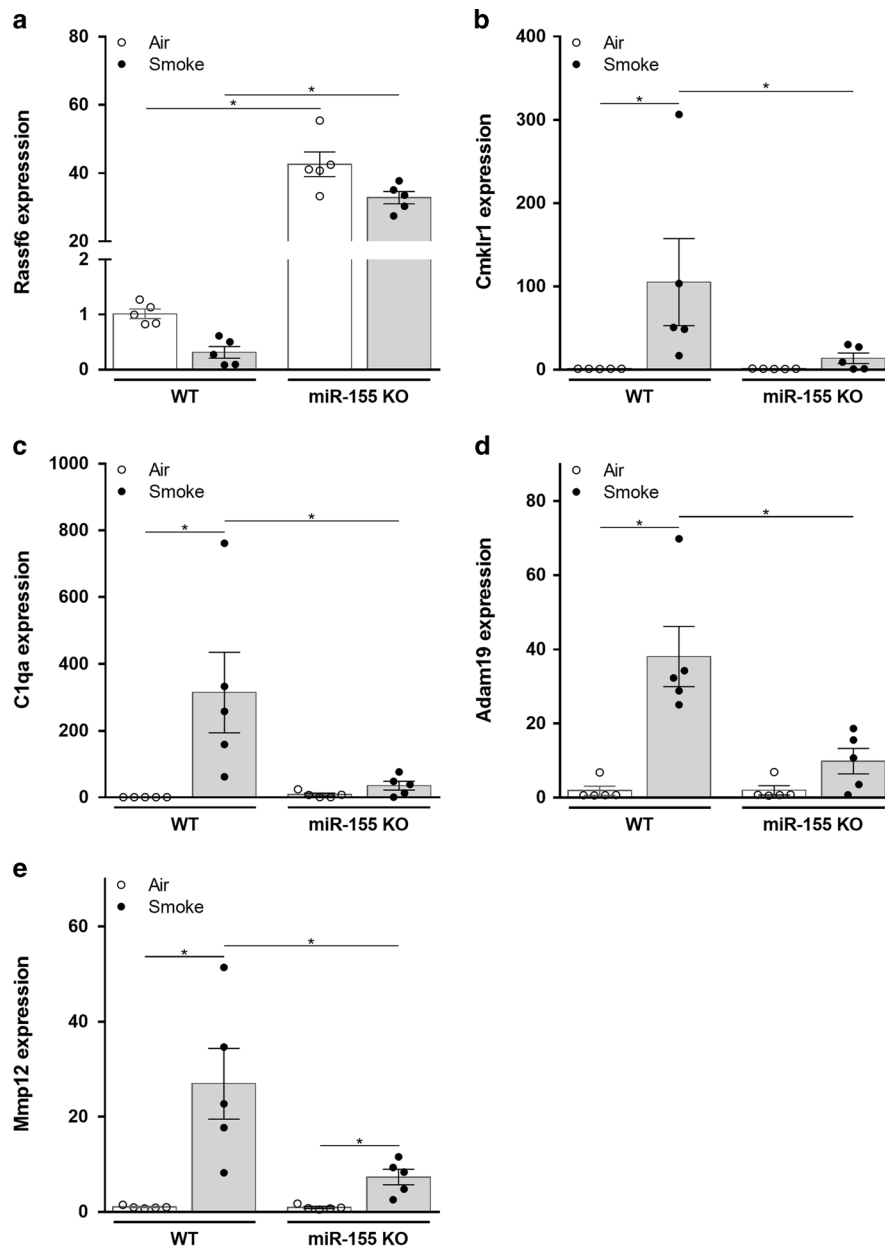 a
Air
Smoke
Rassf6 expresssion
80
60
40
20
2
1
0
*
*
WT
miR-155 KO
b
Air
Smoke
Cmklr1 expression
400
300
200
100
0
*
*
WT
miR-155 KO
c
Air
Smoke
C1qa expression
1000
800
600
400
200
0
*
*
WT
miR-155 KO
d
Air
Smoke
Adam19 expression
80
60
40
20
0
*
*
WT
miR-155 KO
e
Air
Smoke
Mmp12 expression
60
40
20
0
*
*
*
WT
miR-155 KO